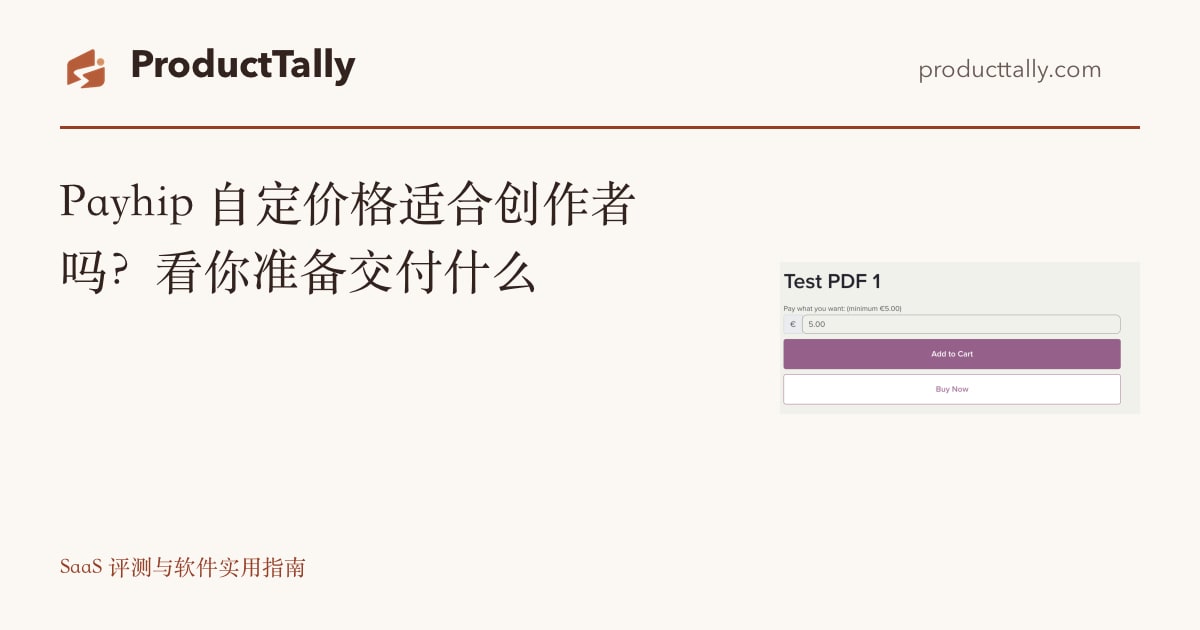 ProductTally
producttally.com
Payhip 自定价格适合创作者
吗？看你准备交付什么
Test PDF 1
Pay what you want: (minimum €5.00)
€ 5.00
Add to Cart
Buy Now
SaaS 评测与软件实用指南